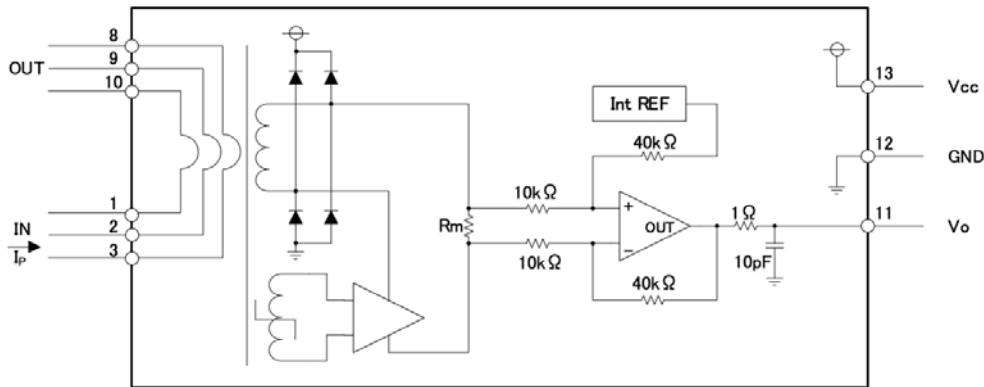 8
OUT 9
10
1
IN 2
IP 3
Int REF
40kΩ
10kΩ
Rm
10kΩ
+
OUT
−
40kΩ
1Ω
10pF
13 Vcc
12 GND
11 Vo